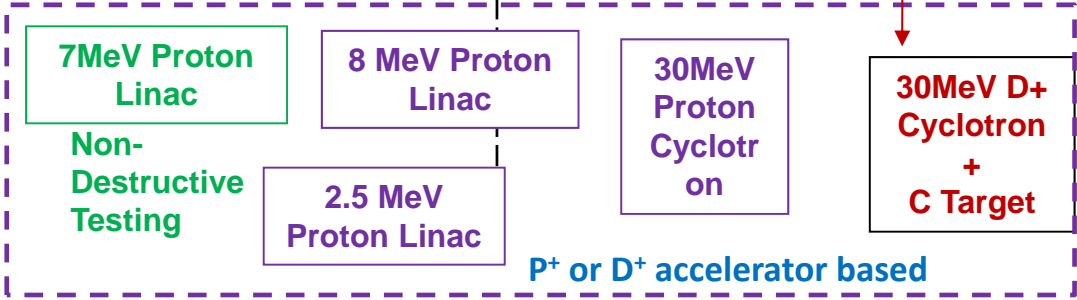 7MeV Proton
Linac
Non-
Destructive
Testing
8 MeV Proton
Linac
2.5 MeV
Proton Linac
30MeV
Proton
Cyclotr
on
30MeV D+
Cyclotron
+
C Target
P⁺ or D⁺ accelerator based